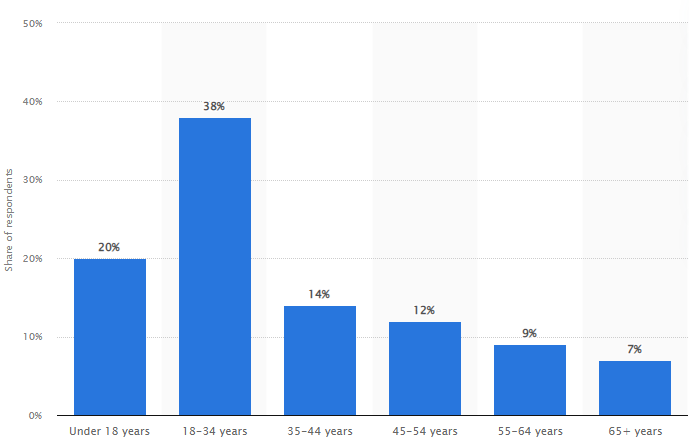 50%
40%
30%
20%
10%
0%
Share of respondents
20%
38%
14%
12%
9%
7%
Under 18 years
18-34 years
35-44 years
45-54 years
55-64 years
65+ years